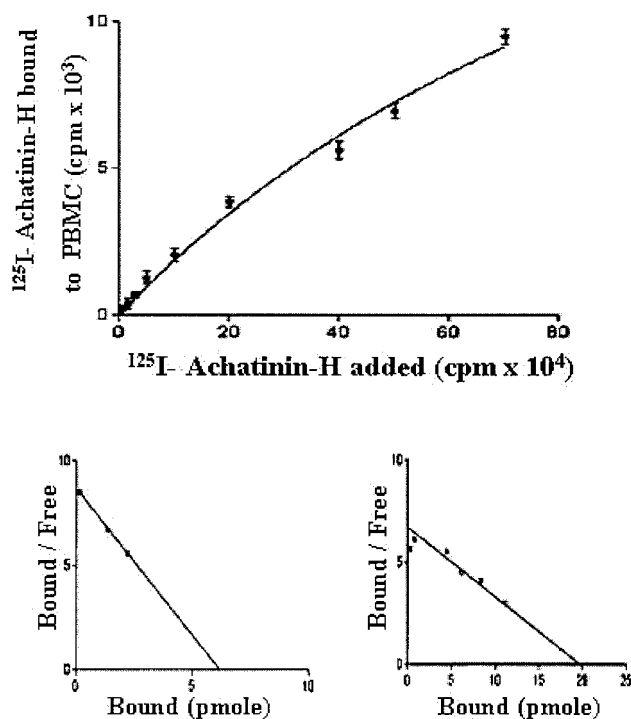 10
5
0
¹²⁵I- Achatinin-H bound
to PBMC (cpm x 10³)
0 20 40 60 80
¹²⁵I- Achatinin-H added (cpm x 10⁴)
10
5
0
Bound / Free
0 5 10
Bound (pmole)
10
5
0
Bound / Free
0 5 10 15 20 25
Bound (pmole)